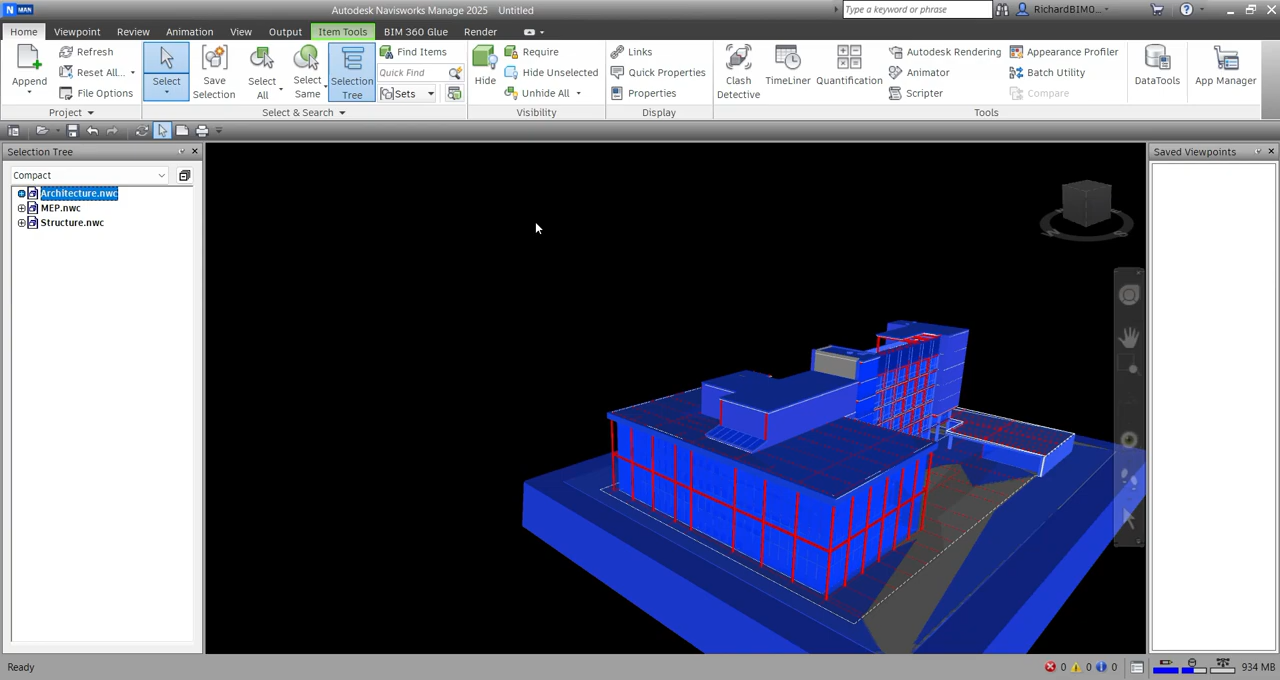 MAN
Autodesk Navisworks Manage 2025 Untitled
Type a keyword or phrase
RichardBIM0...
Home Viewpoint Review Animation View Output Item Tools BIM 360 Glue Render
Append
Refresh
Reset All...
File Options
Project
Select
Save Selection
Select All
Select Same
Selection Tree
Find Items
Quick Find
Sets
Select & Search
Hide
Require
Hide Unselected
Unhide All
Visibility
Links
Quick Properties
Properties
Display
Clash Detective
TimeLiner
Quantification
Autodesk Rendering
Animator
Scripter
Appearance Profiler
Batch Utility
Compare
DataTools
App Manager
Tools
Selection Tree
Compact
Architecture.nwc
MEP.nwc
Structure.nwc
Saved Viewpoints
Ready
0 0 0
934 MB